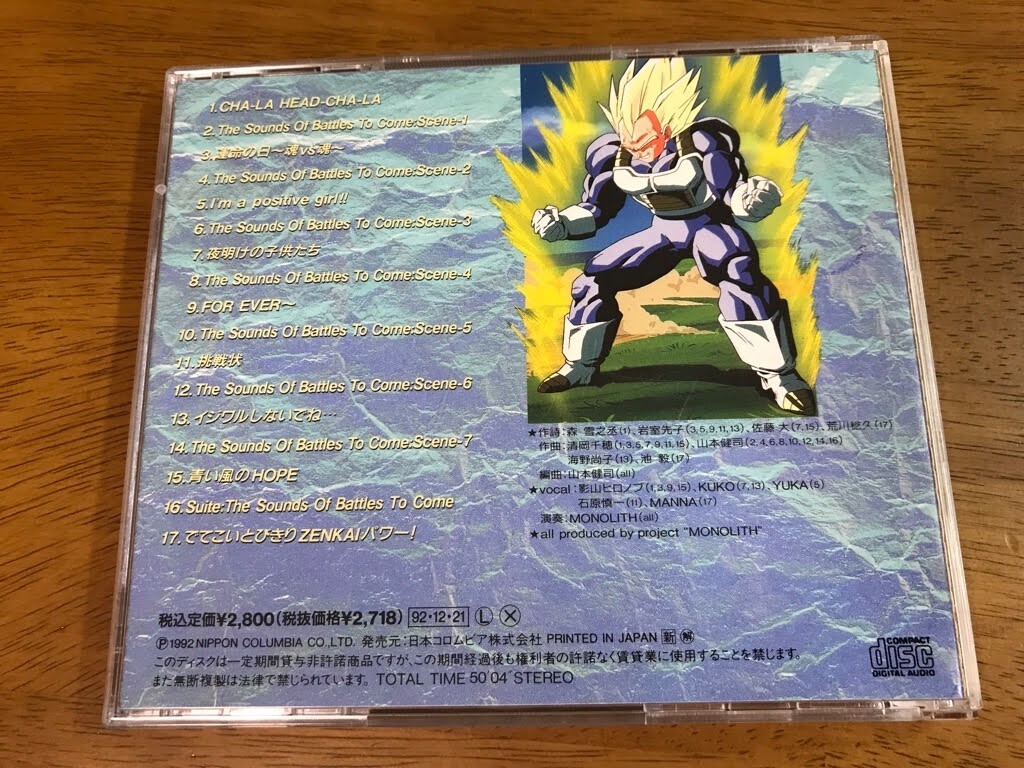 1.CHA-LA HEAD-CHA-LA
2.The Sounds Of Battles To Come:Scene-1
3.運命の日～魂vs魂～
4.The Sounds Of Battles To Come:Scene-2
5.I'm a positive girl!!
6.The Sounds Of Battles To Come:Scene-3
7.夜明けの子供たち
8.The Sounds Of Battles To Come:Scene-4
9.FOR EVER～
10.The Sounds Of Battles To Come:Scene-5
11.挑戦状
12.The Sounds Of Battles To Come:Scene-6
13.イジワルしないでね…
14.The Sounds Of Battles To Come:Scene-7
15.青い風のHOPE
16.Suite:The Sounds Of Battles To Come
17.でてこいとびきりZENKAIパワー!
★作詩:森 雪之丞(1)、岩室先子(3,5,9,11,13)、佐藤 大(7,15)、荒川稔久(17)
作曲:清岡千穂(1,3,5,7,9,11,15)、山本健司(2,4,6,8,10,12,14,16)
海野尚子(13)、池 毅(17)
編曲:山本健司(all)
★vocal:影山ヒロノブ(1,3,9,15)、KUKO(7,13)、YUKA(5)
石原慎一(11)、MANNA(17)
演奏:MONOLITH(all)
★all produced by project "MONOLITH"
税込定価¥2,800(税抜価格¥2,718) 92・12・21 Ⓛ Ⓧ
Ⓟ1992 NIPPON COLUMBIA CO.,LTD. 発売元:日本コロムビア株式会社 PRINTED IN JAPAN 新
このディスクは一定期間貸与非許諾商品ですが、この期間経過後も権利者の許諾なく賃貸業に使用することを禁じます。
また無断複製は法律で禁じられています。 TOTAL TIME 50'04" STEREO
COMPACT
disc
DIGITAL AUDIO